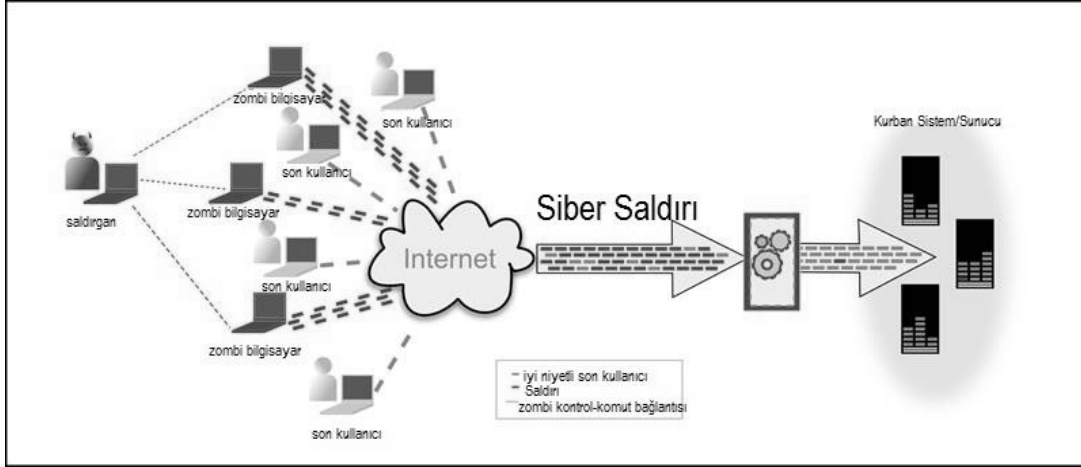 zombi bilgisayar
son kullanıcı
son kullanıcı
saldırgan
zombi bilgisayar
son kullanıcı
zombi bilgisayar
son kullanıcı
Internet
Siber Saldırı
Kurban Sistem/Sunucu
iyi niyetli son kullanıcı
Saldırı
zombi kontrol-komut bağlantısı